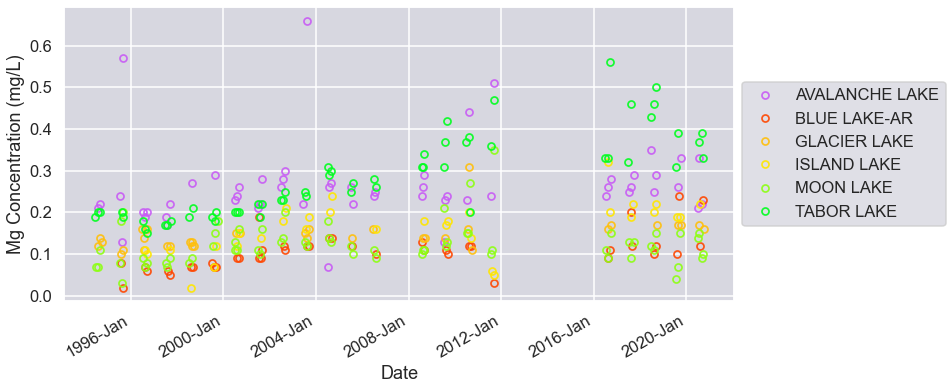 Mg Concentration (mg/L)
0.6
0.5
0.4
0.3
0.2
0.1
0.0
1996-Jan
2000-Jan
2004-Jan
2008-Jan
2012-Jan
2016-Jan
2020-Jan
Date
AVALANCHE LAKE
BLUE LAKE-AR
GLACIER LAKE
ISLAND LAKE
MOON LAKE
TABOR LAKE